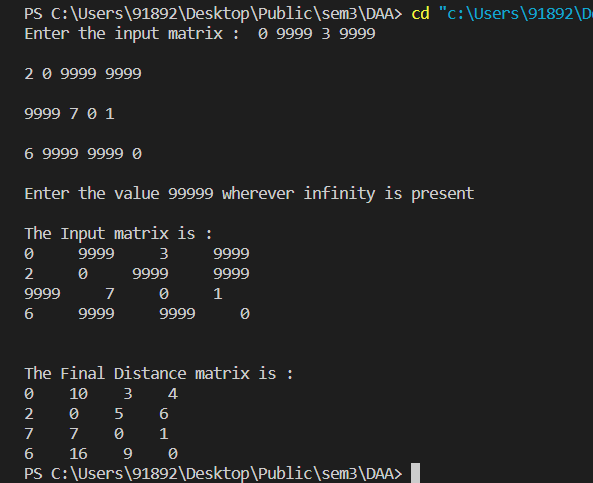 PS C:\Users\91892\Desktop\Public\sem3\DAA> cd "c:\Users\91892\D
Enter the input matrix :  0 9999 3 9999
2 0 9999 9999
9999 7 0 1
6 9999 9999 0
Enter the value 99999 wherever infinity is present
The Input matrix is :
0    9999    3    9999
2    0    9999    9999
9999    7    0    1
6    9999    9999    0
The Final Distance matrix is :
0   10   3   4
2   0   5   6
7   7   0   1
6   16   9   0
PS C:\Users\91892\Desktop\Public\sem3\DAA>